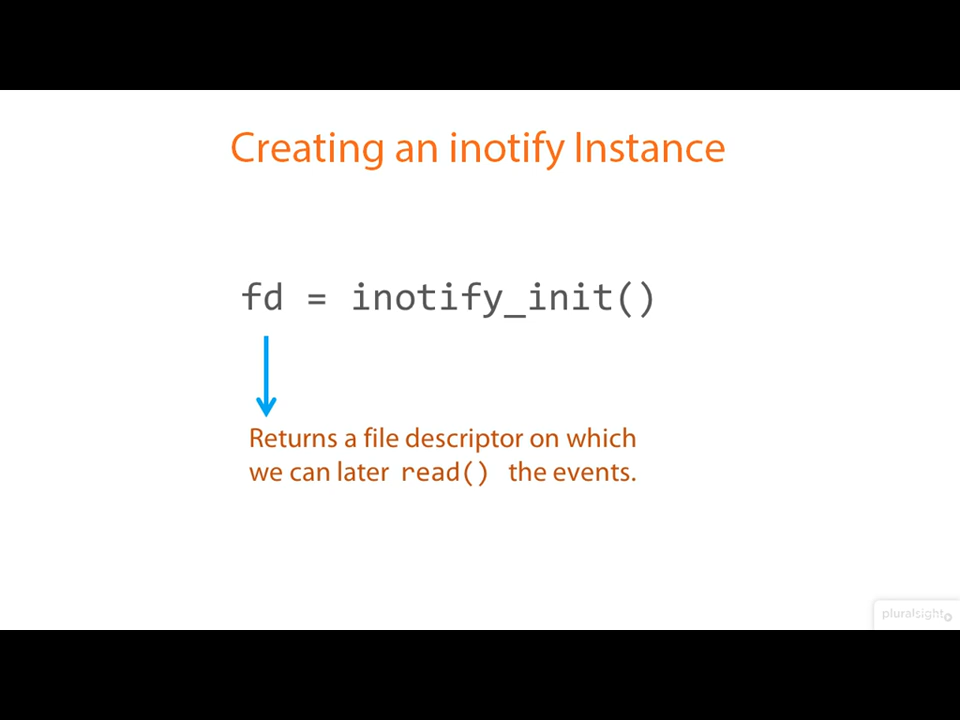 Creating an inotify Instance
fd = inotify_init()
Returns a file descriptor on which
we can later read() the events.
pluralsight